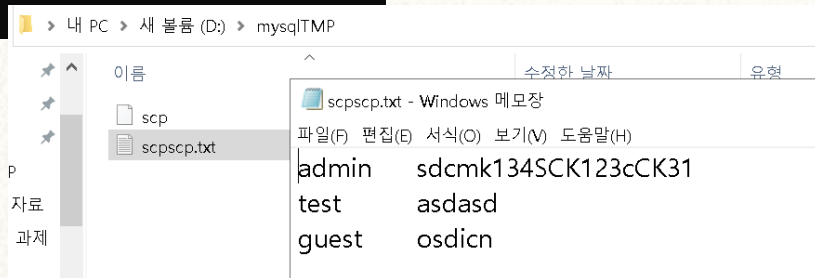 내 PC > 새 볼륨 (D:) > mysqlTMP
이름 수정한 날짜 유형
scp
scpscp.txt
P
자료
과제
scpscp.txt - Windows 메모장
파일(F) 편집(E) 서식(O) 보기(V) 도움말(H)
admin sdcmk134SCK123cCK31
test asdasd
guest osdicn